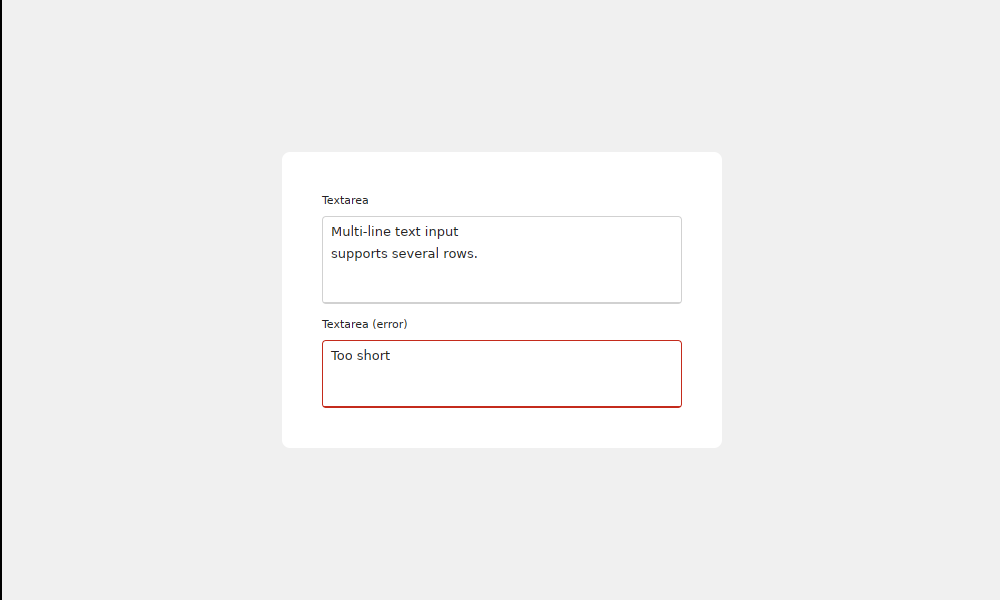 Textarea
Multi-line text input
supports several rows.
Textarea (error)
Too short